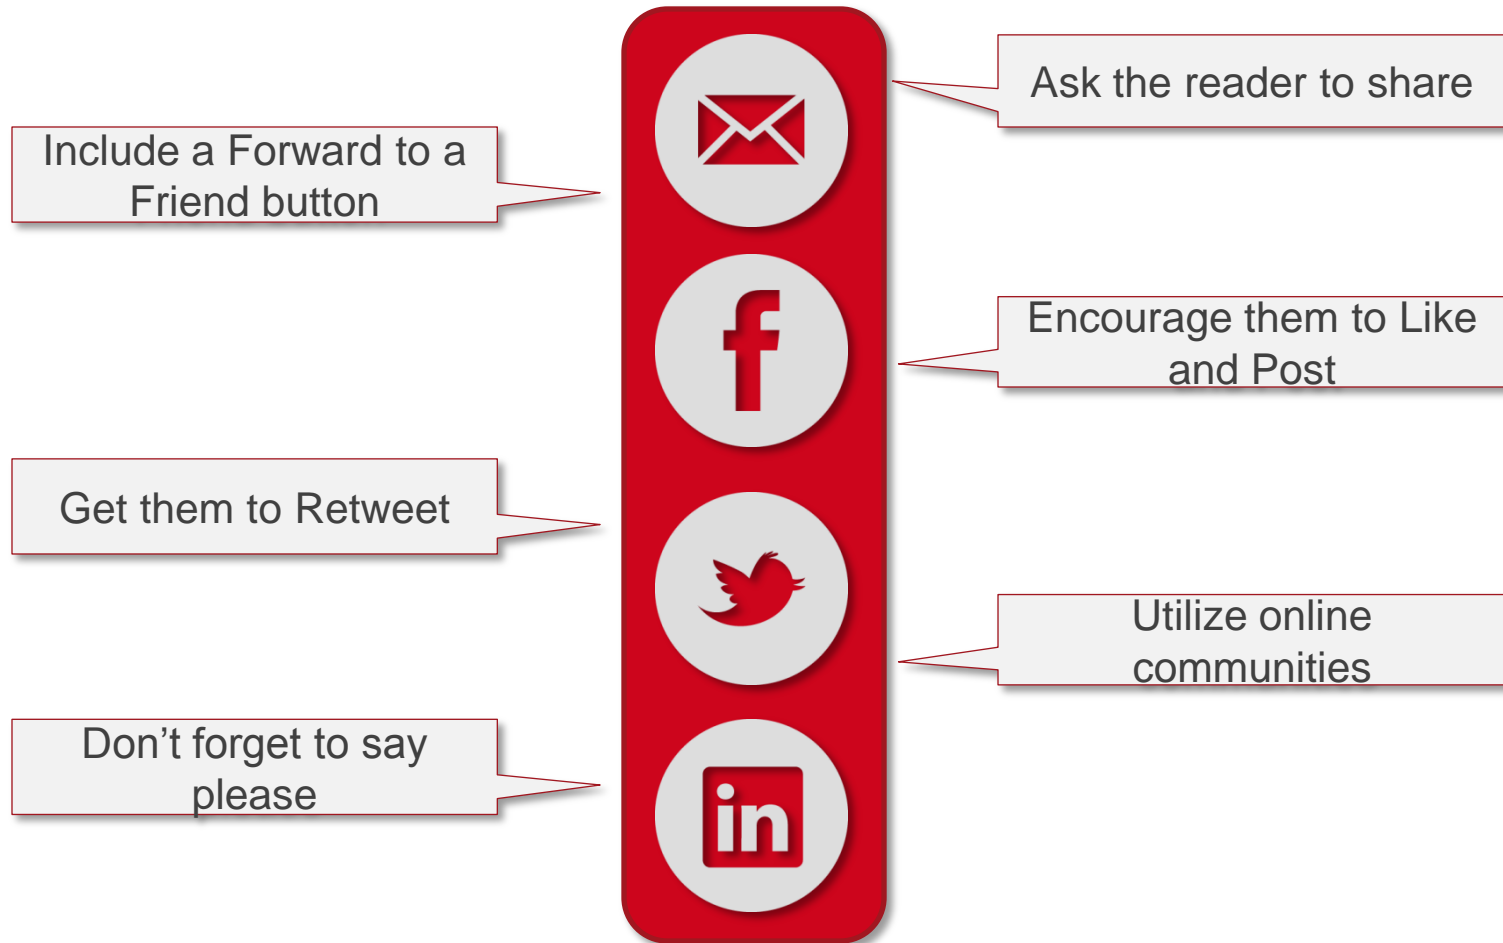 Ask the reader to share
Include a Forward to a
Friend button
Encourage them to Like
and Post
Get them to Retweet
Utilize online
communities
Don’t forget to say
please
f
in